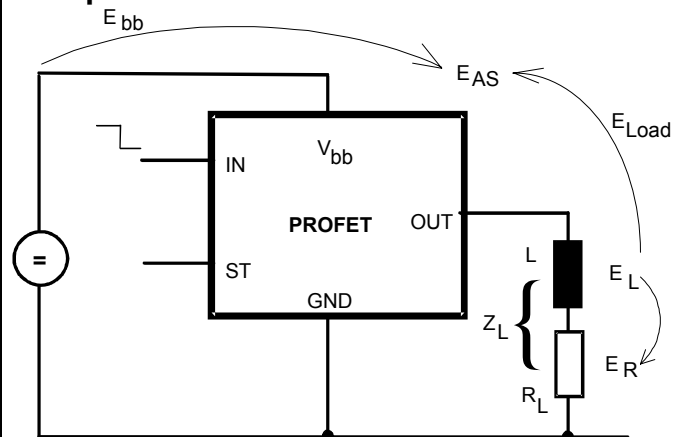 E bb
E AS
E Load
V bb
IN
PROFET
OUT
ST
GND
L
E L
Z L
E R
R L
=